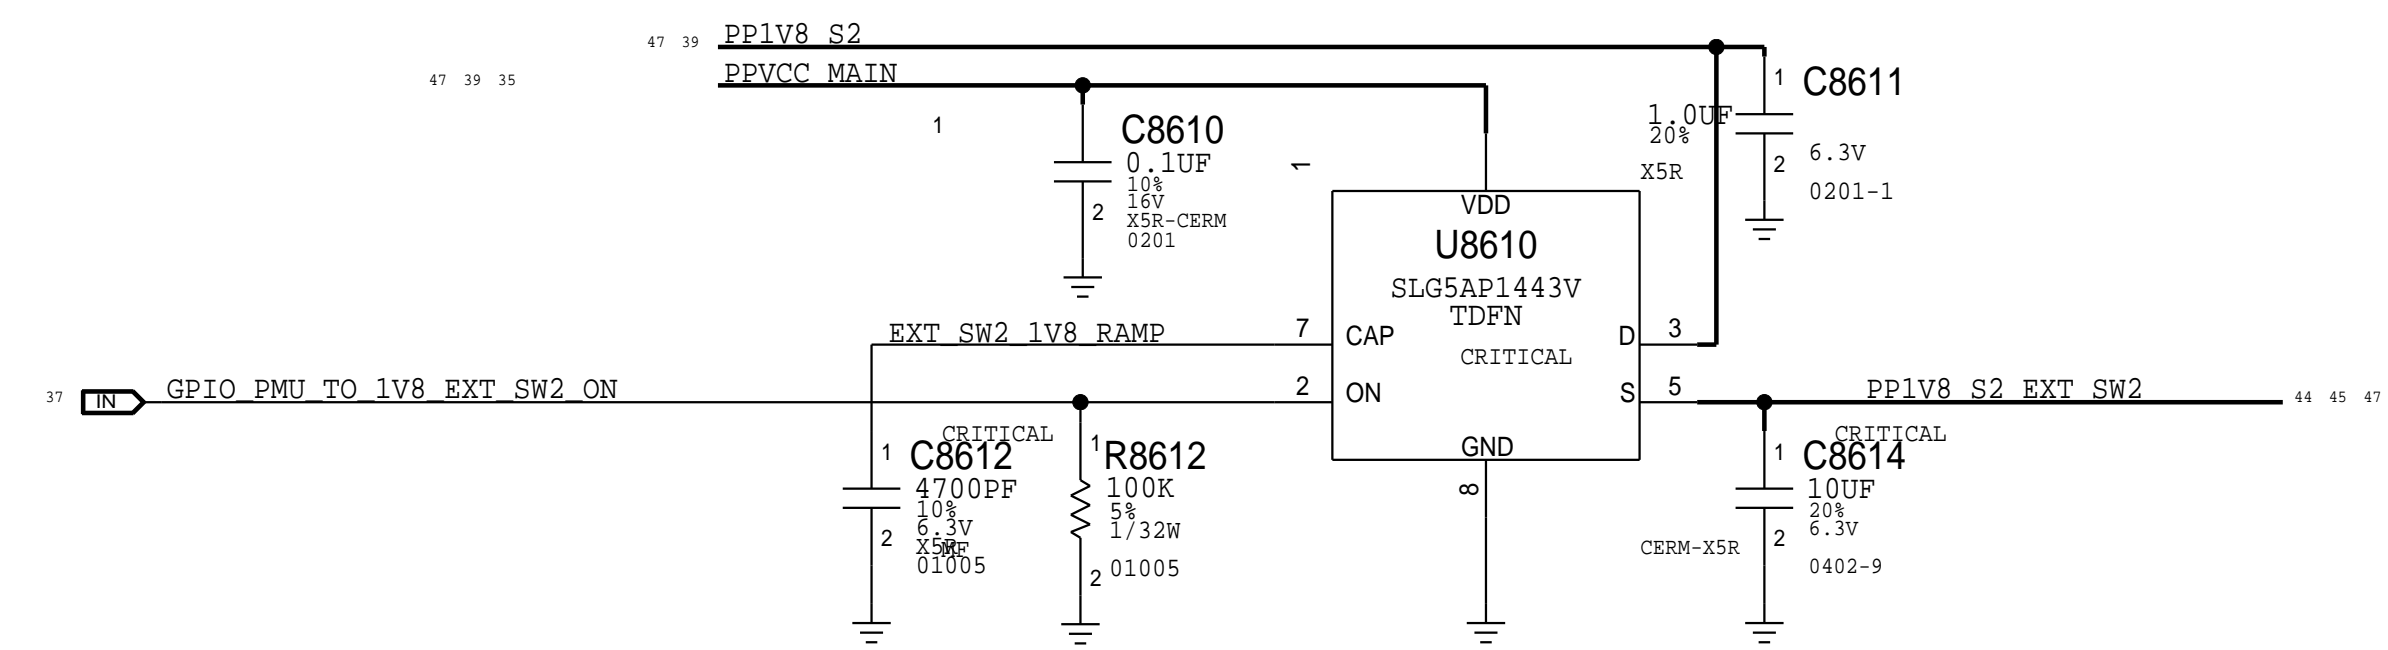 47 39 PP1V8_S2
47 39 35 PPVCC_MAIN
1
C8610
0.1UF
10%
16V
X5R-CERM
0201
2
1
1 C8611
1.0UF
20%
X5R
6.3V
2
0201-1
VDD
U8610
SLG5AP1443V
TDFN
CRITICAL
EXT_SW2_1V8_RAMP 7 CAP
D 3
37 IN GPIO_PMU_TO_1V8_EXT_SW2_ON 2 ON
S 5 PP1V8_S2_EXT_SW2 44 45 47
GND
8
CRITICAL
1 C8612
4700PF
10%
6.3V
X5R
01005
2
1 R8612
100K
5%
1/32W
MF
01005
2
CRITICAL
1 C8614
10UF
20%
6.3V
CERM-X5R
2
0402-9